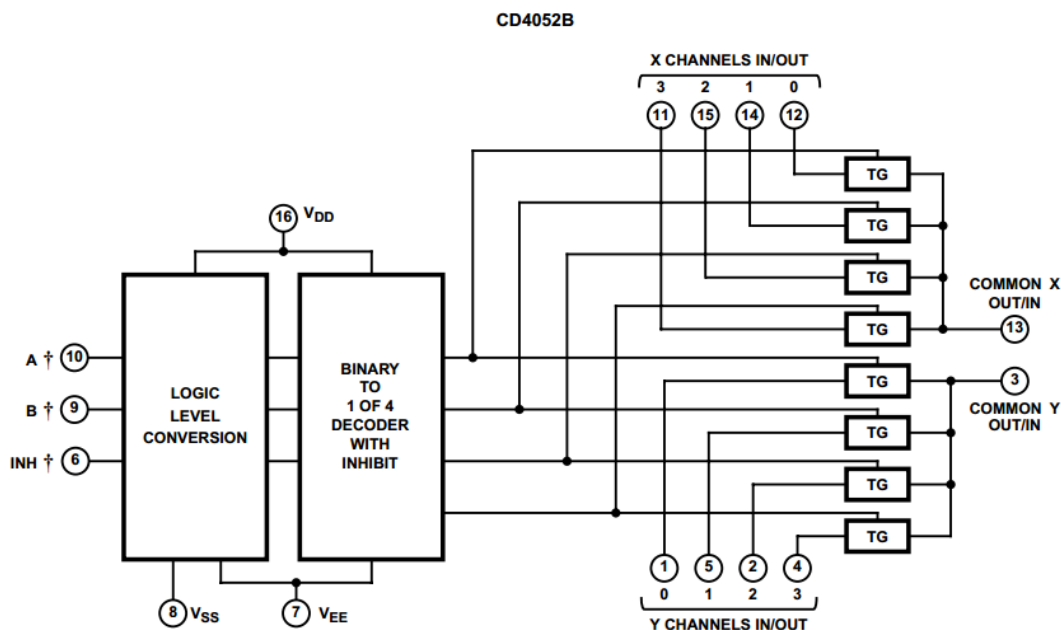 CD4052B
X CHANNELS IN/OUT
3 2 1 0
11 15 14 12
TG
TG
TG
TG
COMMON X
OUT/IN
13
16 VDD
A † 10
B † 9
INH † 6
LOGIC
LEVEL
CONVERSION
BINARY
TO
1 OF 4
DECODER
WITH
INHIBIT
TG
TG
TG
TG
3
COMMON Y
OUT/IN
8 VSS
7 VEE
1 5 2 4
0 1 2 3
Y CHANNELS IN/OUT